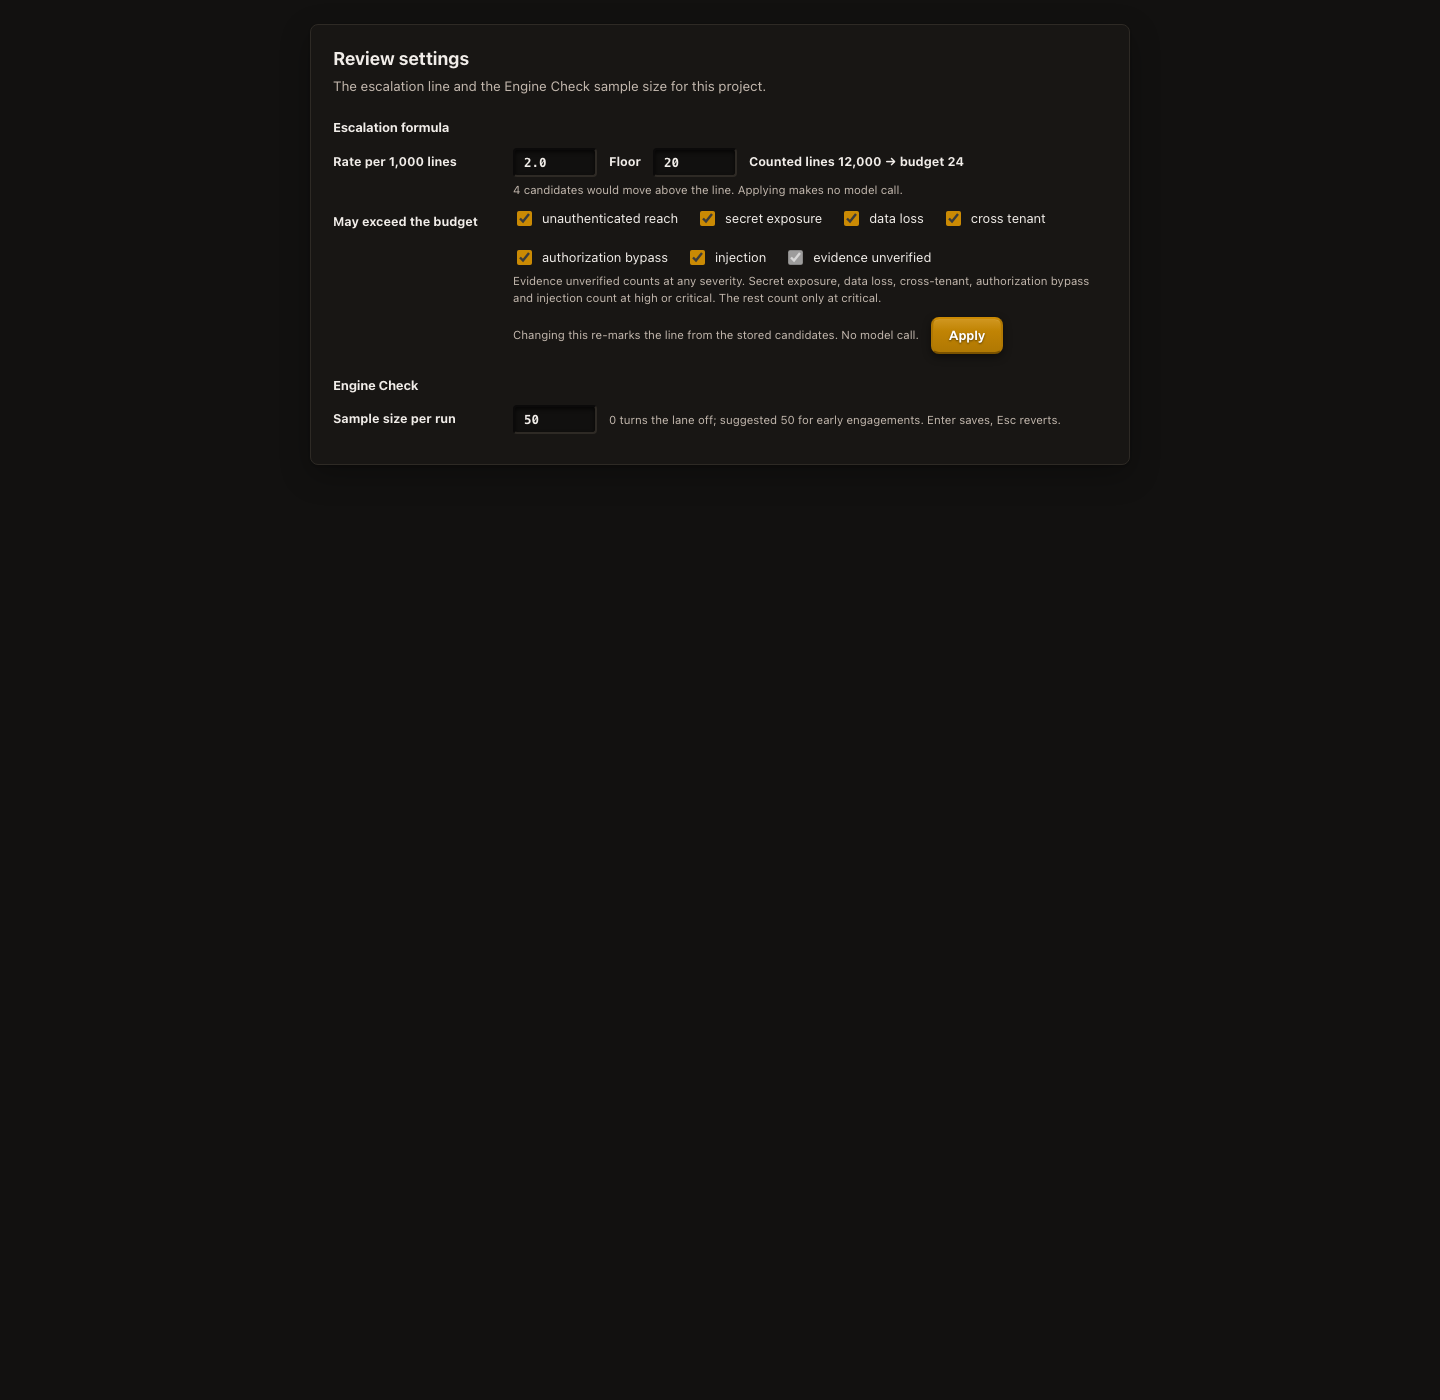 Review settings
The escalation line and the Engine Check sample size for this project.
Escalation formula
Rate per 1,000 lines 2.0 Floor 20 Counted lines 12,000 → budget 24
4 candidates would move above the line. Applying makes no model call.
May exceed the budget unauthenticated reach secret exposure data loss cross tenant
authorization bypass injection evidence unverified
Evidence unverified counts at any severity. Secret exposure, data loss, cross-tenant, authorization bypass
and injection count at high or critical. The rest count only at critical.
Changing this re-marks the line from the stored candidates. No model call. Apply
Engine Check
Sample size per run 50 0 turns the lane off; suggested 50 for early engagements. Enter saves, Esc reverts.